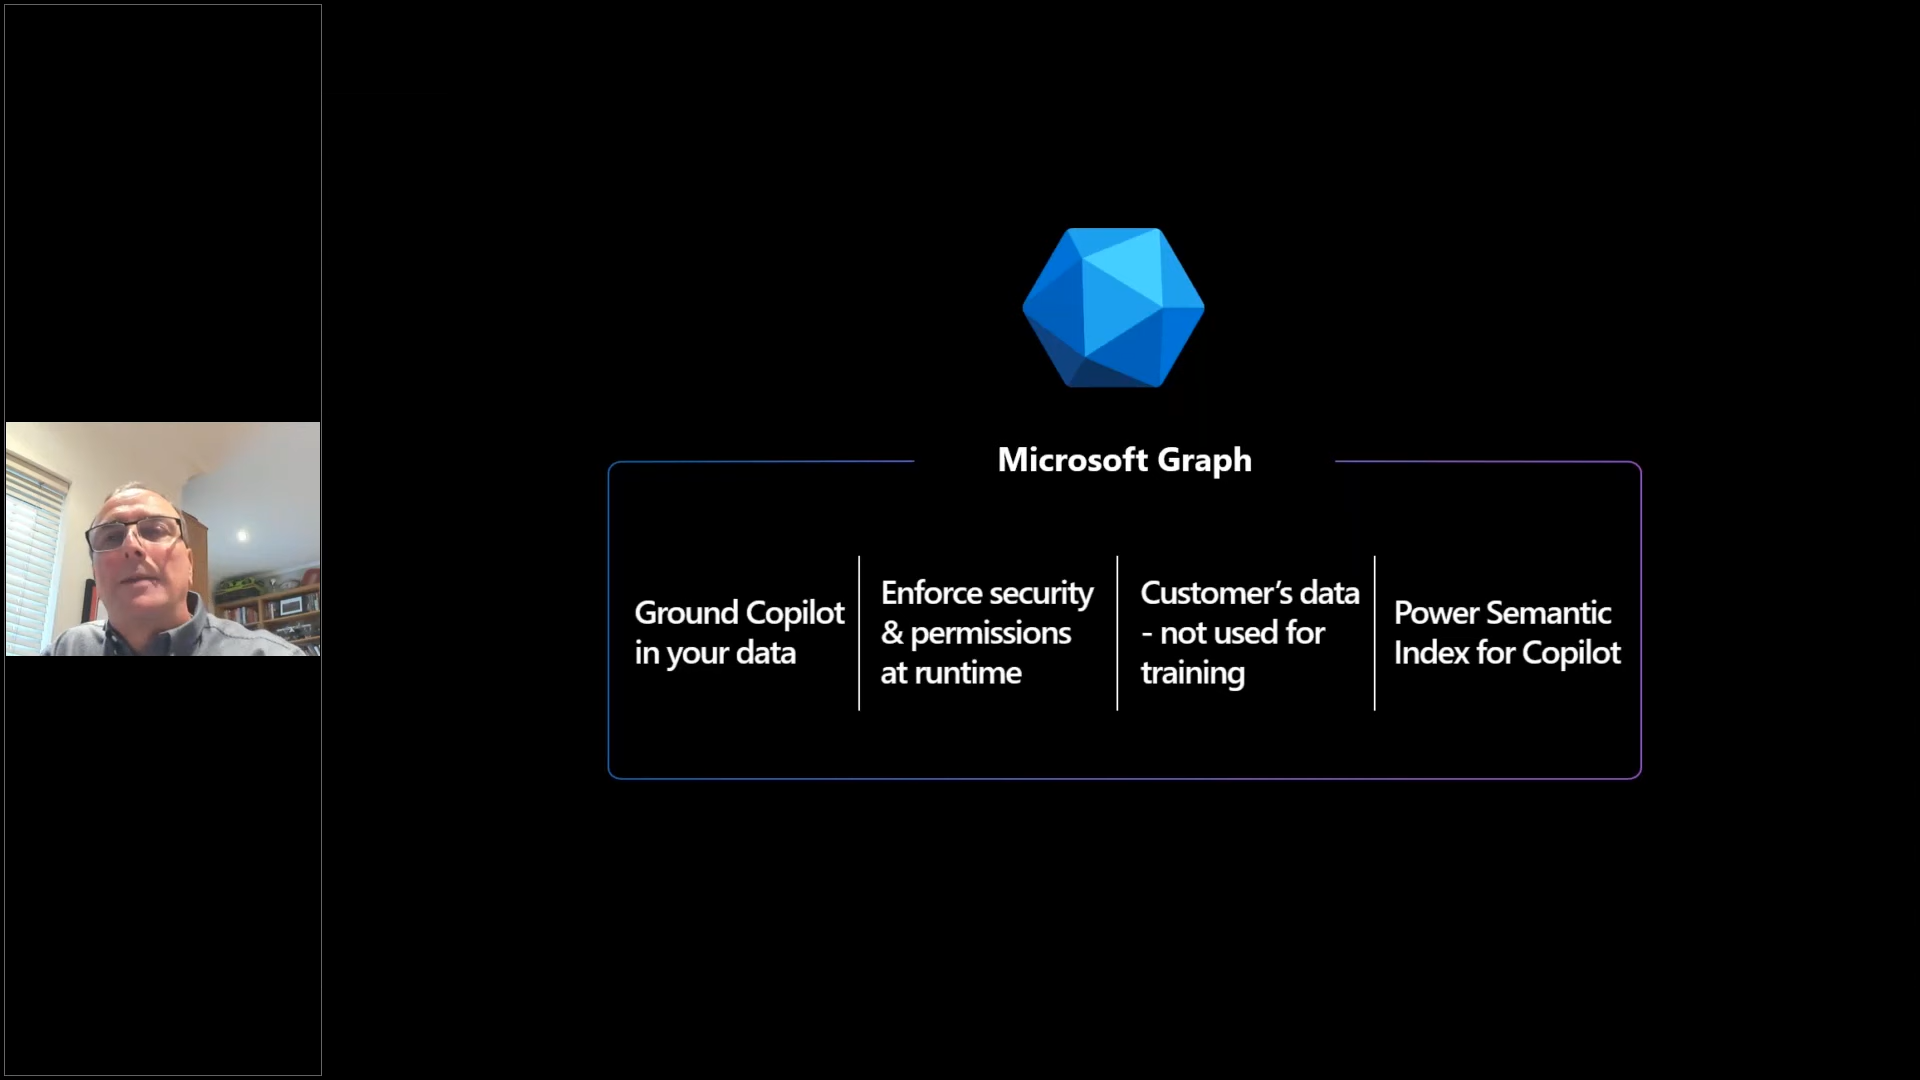 Microsoft Graph
Ground Copilot
in your data
Enforce security
& permissions
at runtime
Customer’s data
- not used for
training
Power Semantic
Index for Copilot